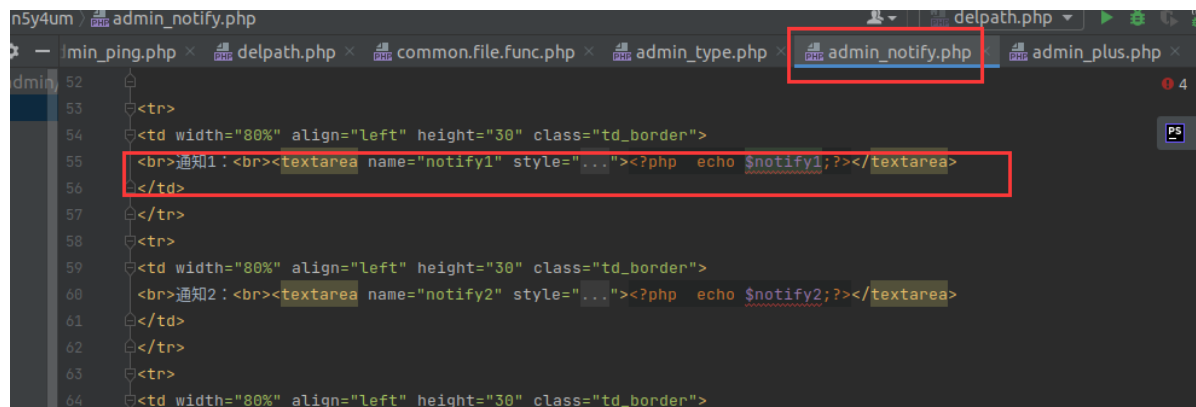 n5y4um › admin_notify.php delpath.php
min_ping.php × delpath.php × common.file.func.php × admin_type.php × admin_notify.php × admin_plus.php ×
dmin/ 52 4
53 <tr>
54 <td width="80%" align="left" height="30" class="td_border">
55 <br>通知1：<br><textarea name="notify1" style="..."><?php  echo $notify1;?></textarea>
56 </td>
57 </tr>
58 <tr>
59 <td width="80%" align="left" height="30" class="td_border">
60 <br>通知2：<br><textarea name="notify2" style="..."><?php  echo $notify2;?></textarea>
61 </td>
62 </tr>
63 <tr>
64 <td width="80%" align="left" height="30" class="td_border">